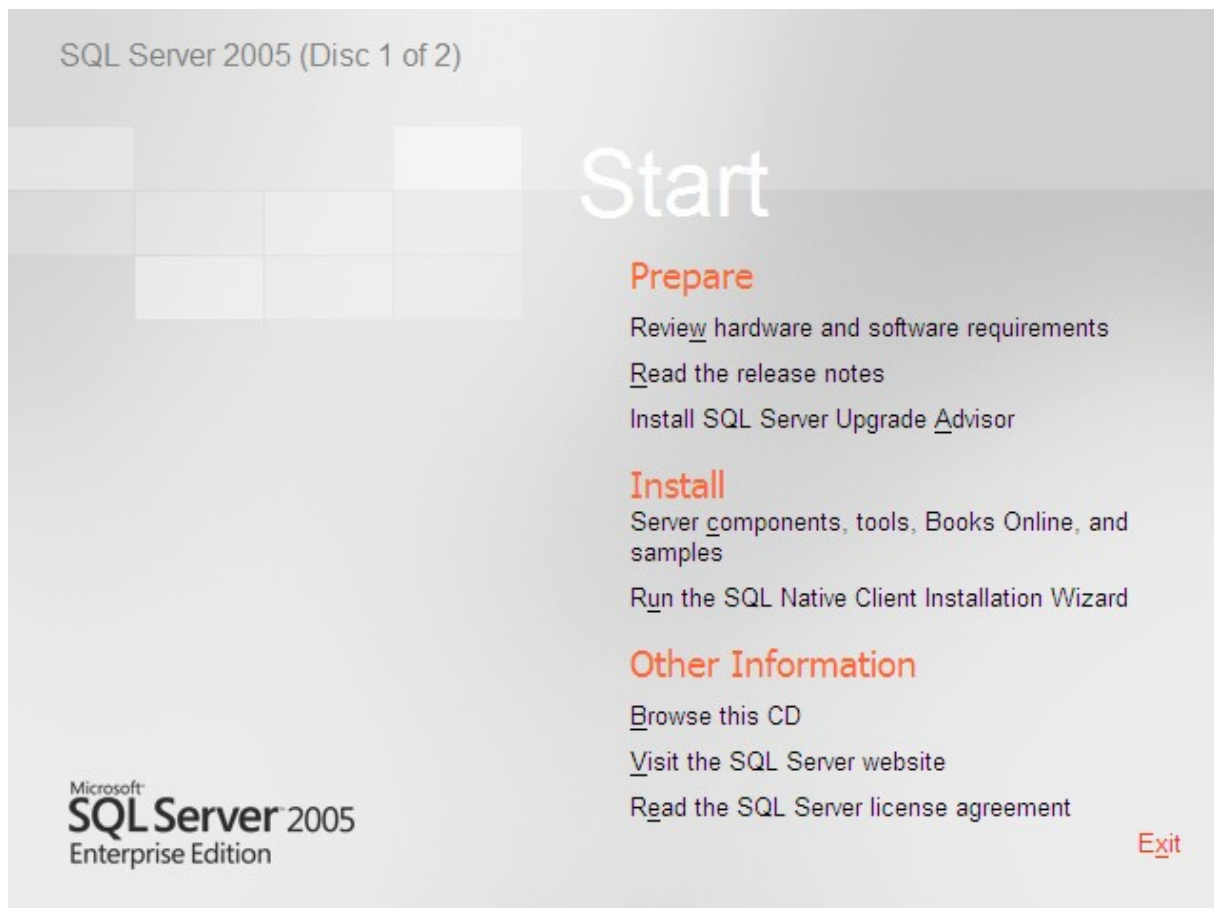 SQL Server 2005 (Disc 1 of 2)
Start
Prepare
Review hardware and software requirements
Read the release notes
Install SQL Server Upgrade Advisor
Install
Server components, tools, Books Online, and
samples
Run the SQL Native Client Installation Wizard
Other Information
Browse this CD
Visit the SQL Server website
Read the SQL Server license agreement
Exit
Microsoft
SQL Server 2005
Enterprise Edition